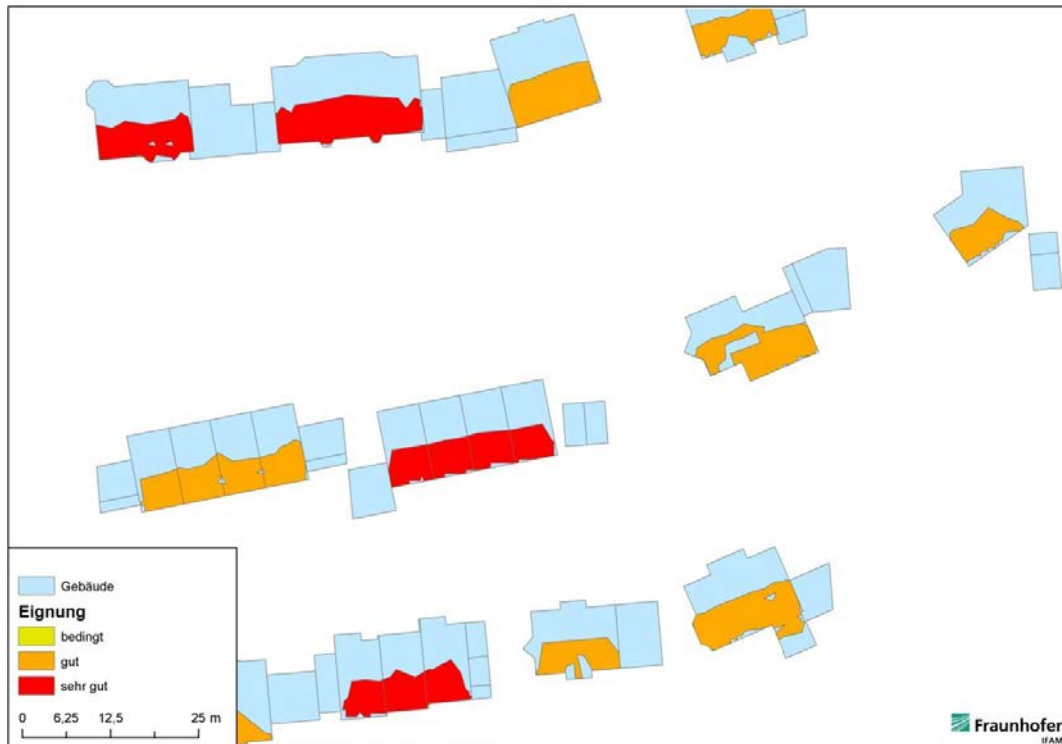 Gebäude
Eignung
bedingt
gut
sehr gut
0 6,25 12,5 25 m
Fraunhofer
IFAM